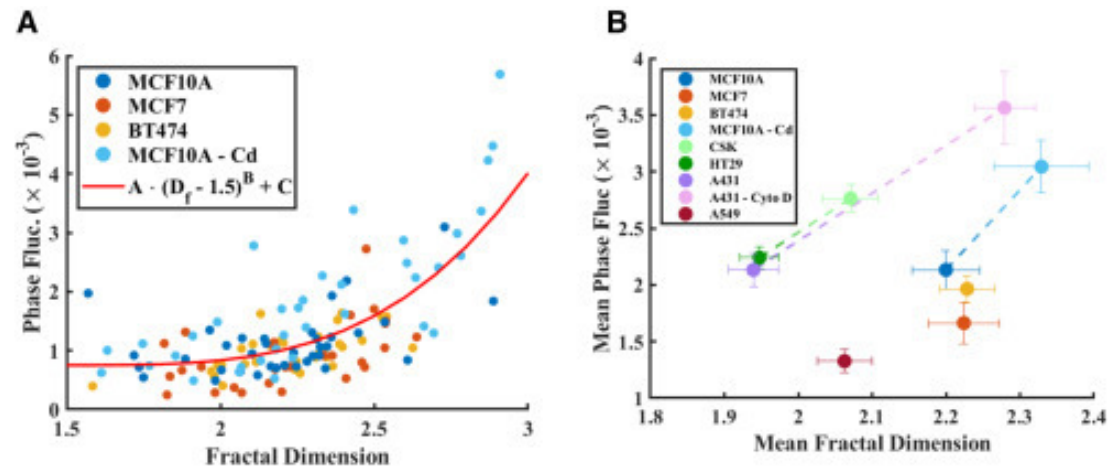 A
B
Phase Fluc. (× 10⁻³)
6
5
4
3
2
1
0
MCF10A
MCF7
BT474
MCF10A - Cd
A · (D_f - 1.5)^B + C
1.5
2
2.5
3
Fractal Dimension
Mean Phase Fluc (× 10⁻³)
4
3.5
3
2.5
2
1.5
1
MCF10A
MCF7
BT474
MCF10A - Cd
CSK
HT29
A431
A431 - Cyto D
A549
1.8
1.9
2
2.1
2.2
2.3
2.4
Mean Fractal Dimension